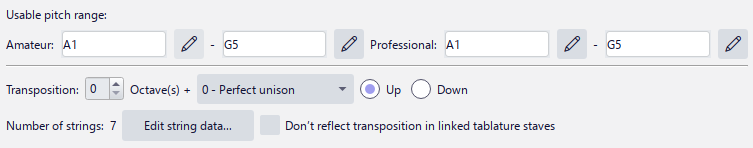 Usable pitch range:
Amateur: A1 - G5 Professional: A1 - G5
Transposition: 0 Octave(s) + 0 - Perfect unison Up Down
Number of strings: 7 Edit string data... Don't reflect transposition in linked tablature staves